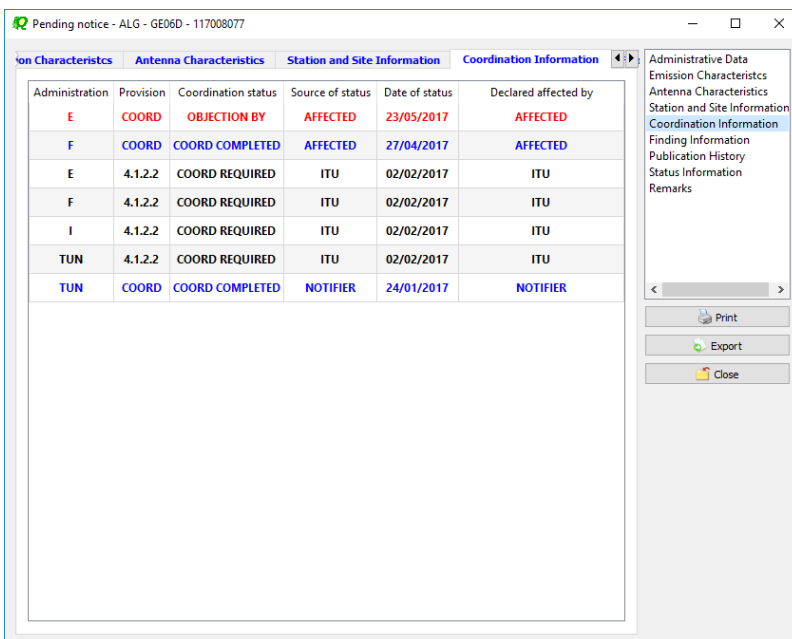 Pending notice - ALG - GE06D - 117008077
ion Characteristcs Antenna Characteristics Station and Site Information Coordination Information
Administration Provision Coordination status Source of status Date of status Declared affected by
E COORD OBJECTION BY AFFECTED 23/05/2017 AFFECTED
F COORD COORD COMPLETED AFFECTED 27/04/2017 AFFECTED
E 4.1.2.2 COORD REQUIRED ITU 02/02/2017 ITU
F 4.1.2.2 COORD REQUIRED ITU 02/02/2017 ITU
I 4.1.2.2 COORD REQUIRED ITU 02/02/2017 ITU
TUN 4.1.2.2 COORD REQUIRED ITU 02/02/2017 ITU
TUN COORD COORD COMPLETED NOTIFIER 24/01/2017 NOTIFIER
Administrative Data
Emission Characteristcs
Antenna Characteristics
Station and Site Information
Coordination Information
Finding Information
Publication History
Status Information
Remarks
Print
Export
Close